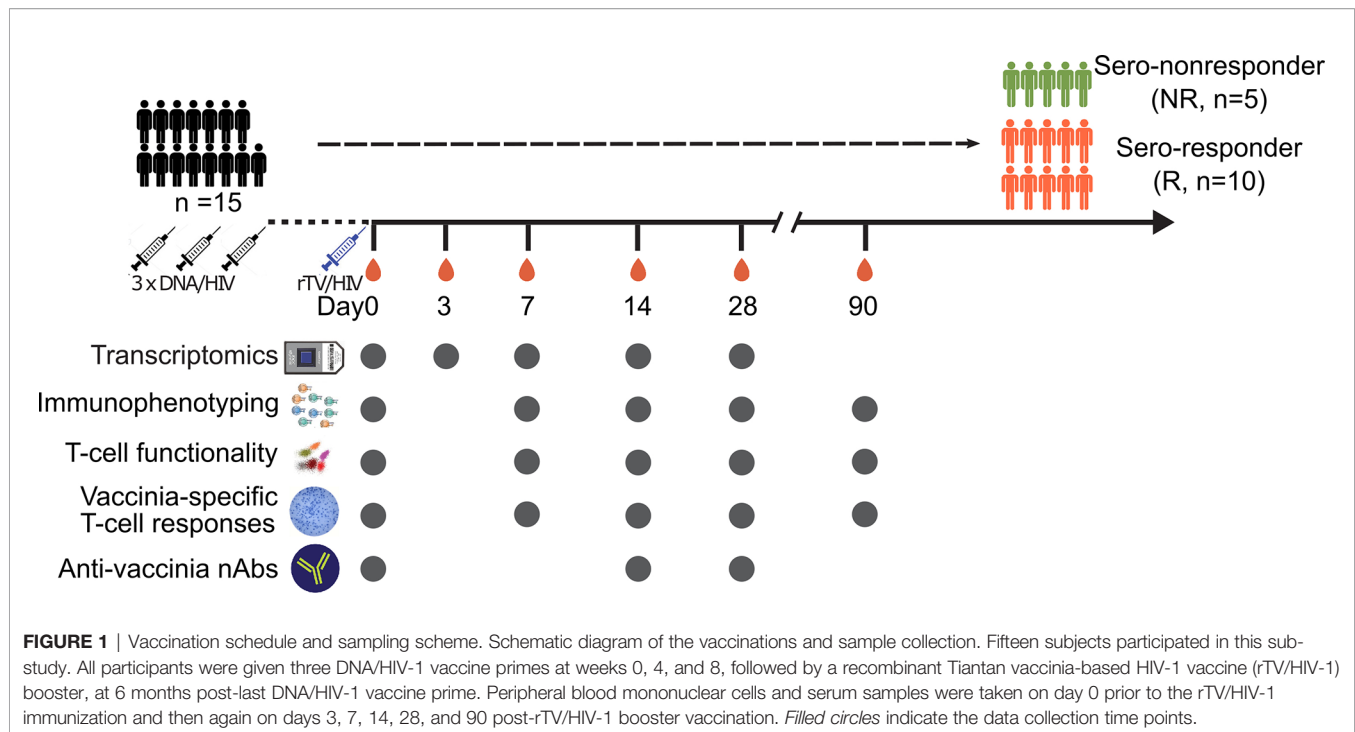 Sero-nonresponder
(NR, n=5)
Sero-responder
(R, n=10)
n =15
3 x DNA/HIV
rTV/HIV
Day0 3 7 14 28 90
Transcriptomics
Immunophenotyping
T-cell functionality
Vaccinia-specific
T-cell responses
Anti-vaccinia nAbs
FIGURE 1 | Vaccination schedule and sampling scheme. Schematic diagram of the vaccinations and sample collection. Fifteen subjects participated in this sub-
study. All participants were given three DNA/HIV-1 vaccine primes at weeks 0, 4, and 8, followed by a recombinant Tiantan vaccinia-based HIV-1 vaccine (rTV/HIV-1)
booster, at 6 months post-last DNA/HIV-1 vaccine prime. Peripheral blood mononuclear cells and serum samples were taken on day 0 prior to the rTV/HIV-1
immunization and then again on days 3, 7, 14, 28, and 90 post-rTV/HIV-1 booster vaccination. Filled circles indicate the data collection time points.